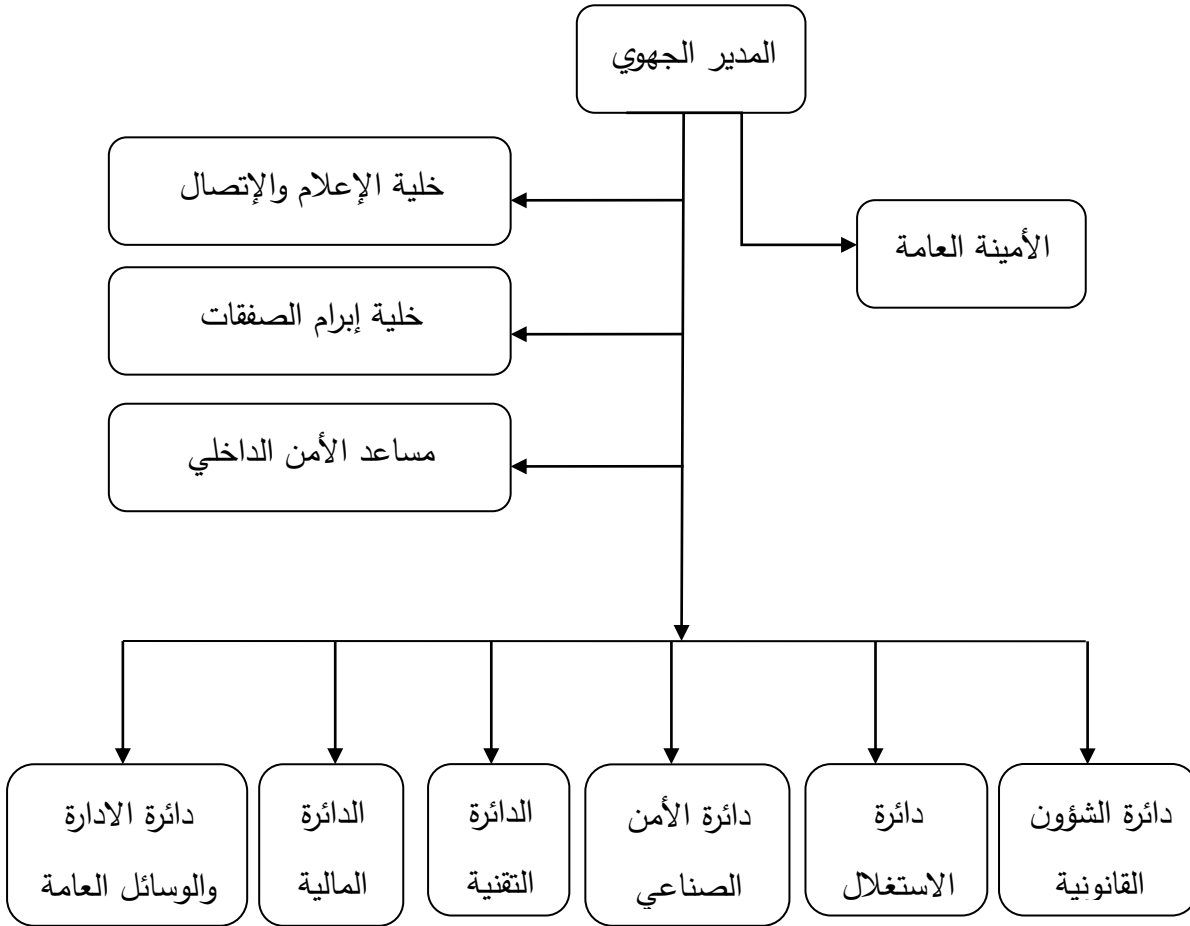 المدير الجهوي
خلية الإعلام والإتصال
الأمينة العامة
خلية إبرام الصفقات
مساعد الأمن الداخلي
دائرة الشؤون
القانونية
دائرة
الاستغلال
دائرة الأمن
الصناعي
الدائرة
التقنية
الدائرة
المالية
دائرة الادارة
والوسائل العامة